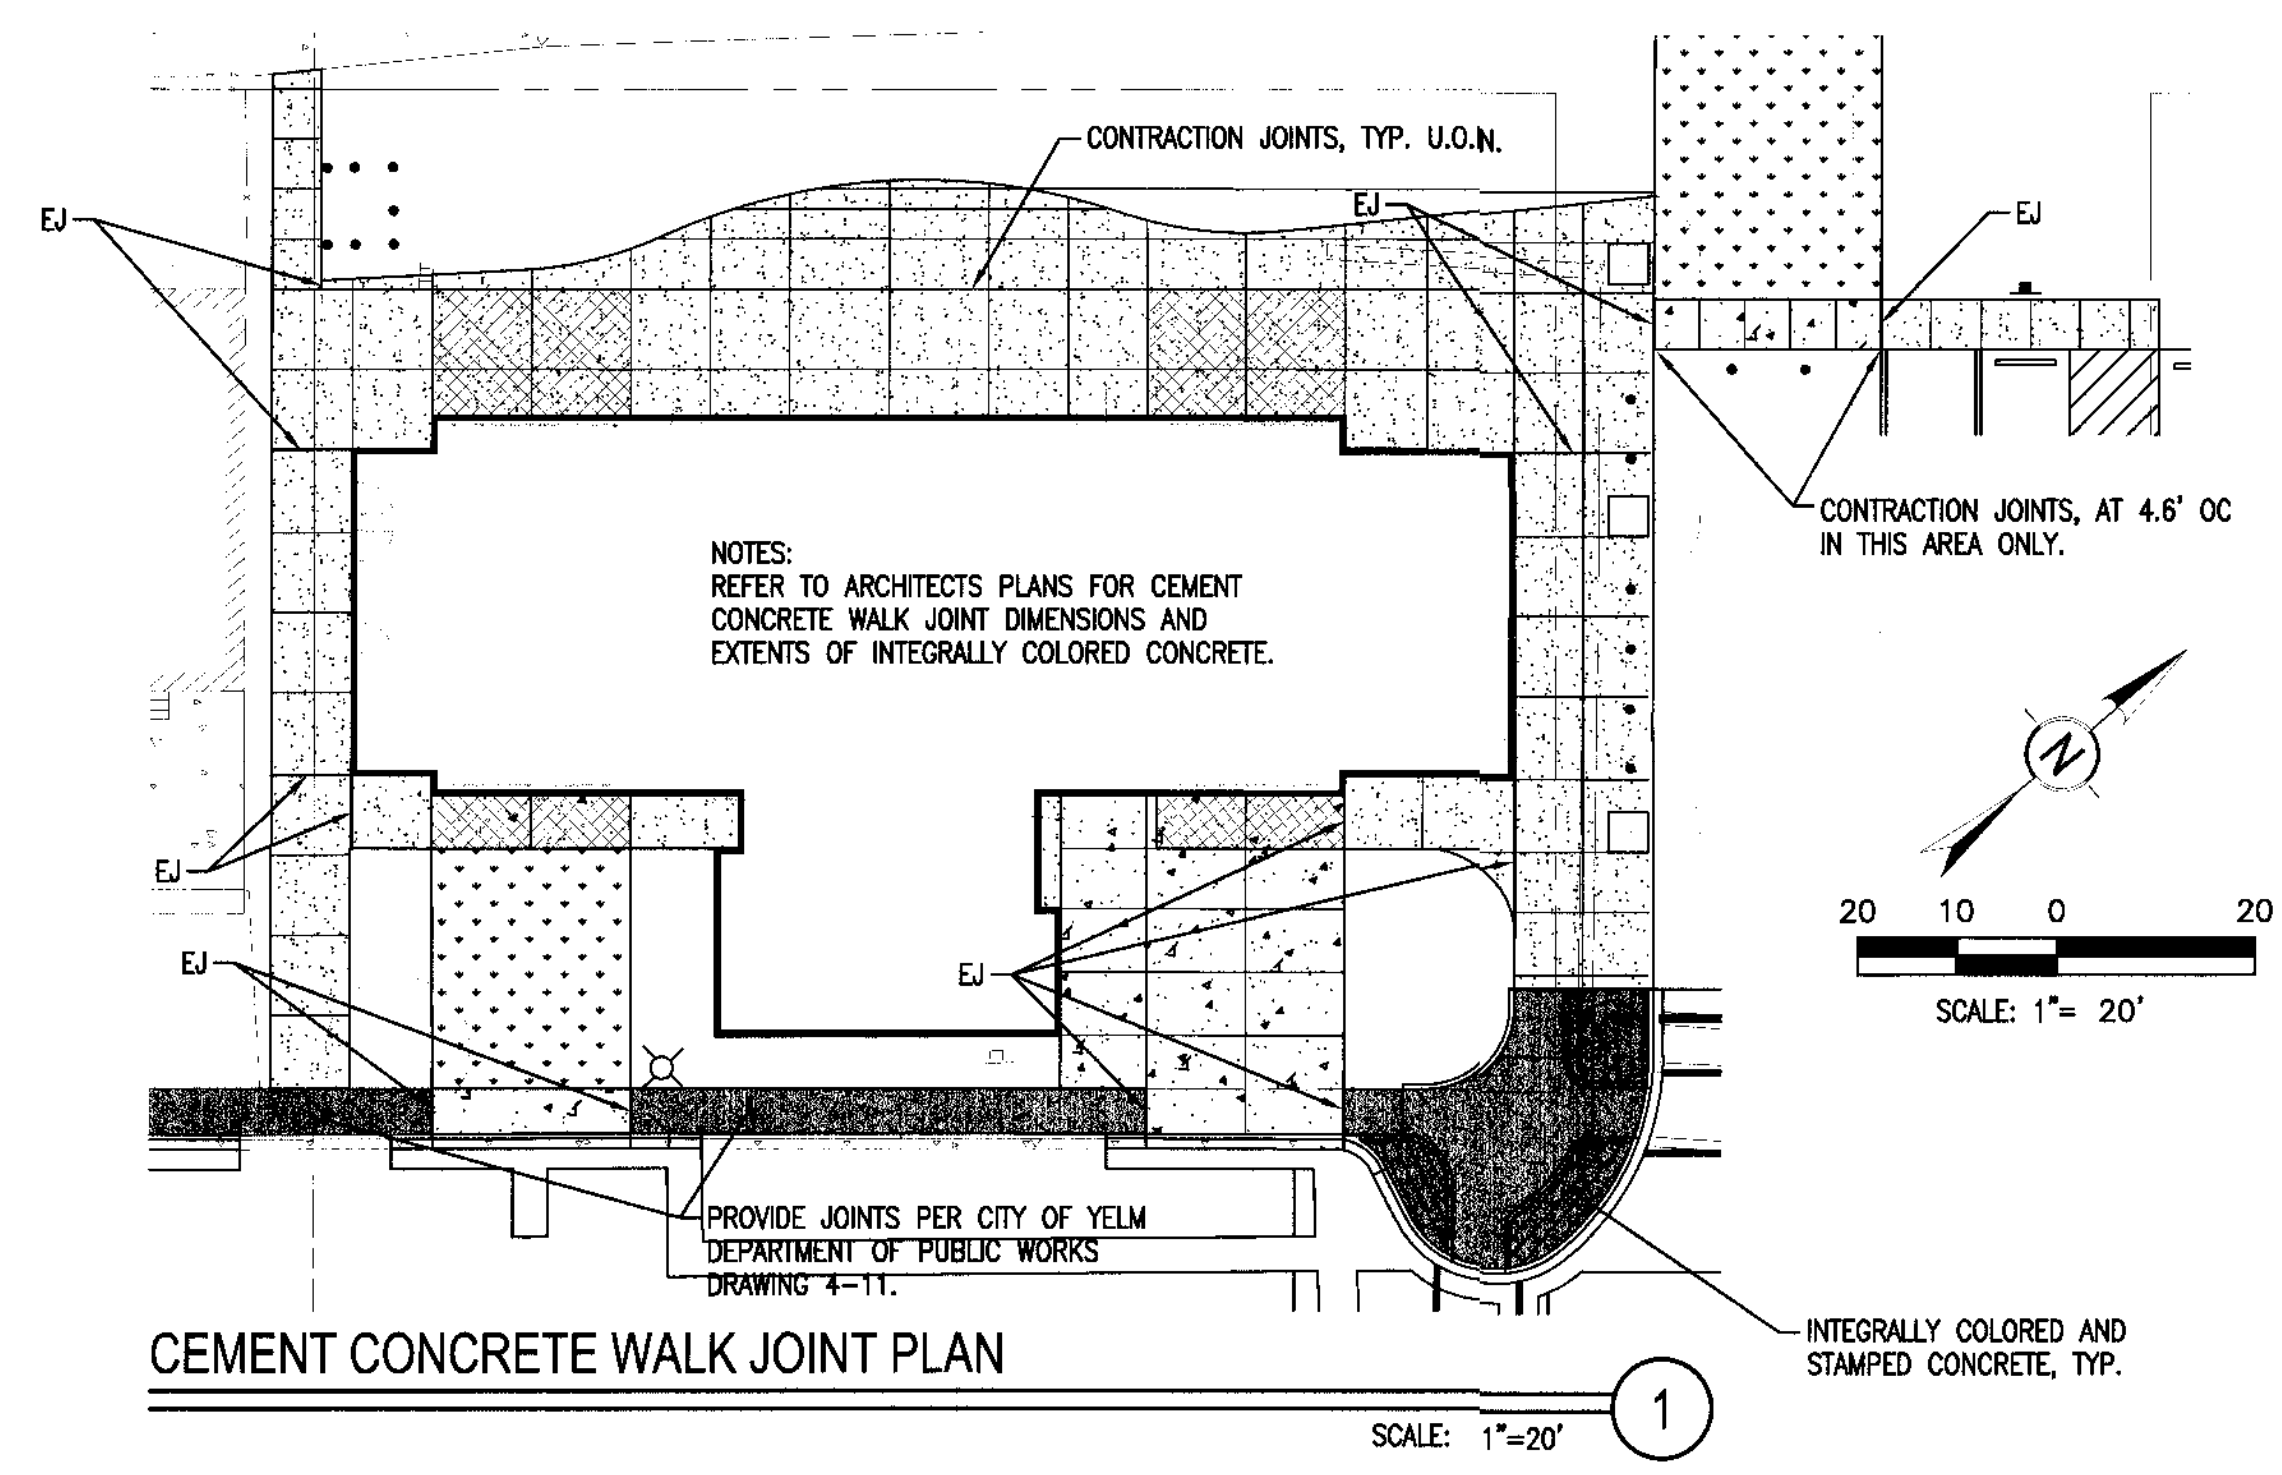 CONTRACTION JOINTS, TYP. U.O.N.
EJ
EJ
EJ
CONTRACTION JOINTS, AT 4.6' OC
IN THIS AREA ONLY.
NOTES:
REFER TO ARCHITECTS PLANS FOR CEMENT
CONCRETE WALK JOINT DIMENSIONS AND
EXTENTS OF INTEGRALLY COLORED CONCRETE.
N
EJ
EJ
EJ
20 10 0 20
SCALE: 1"= 20'
PROVIDE JOINTS PER CITY OF YELM
DEPARTMENT OF PUBLIC WORKS
DRAWING 4-11.
INTEGRALLY COLORED AND
STAMPED CONCRETE, TYP.
CEMENT CONCRETE WALK JOINT PLAN
1
SCALE: 1"=20'